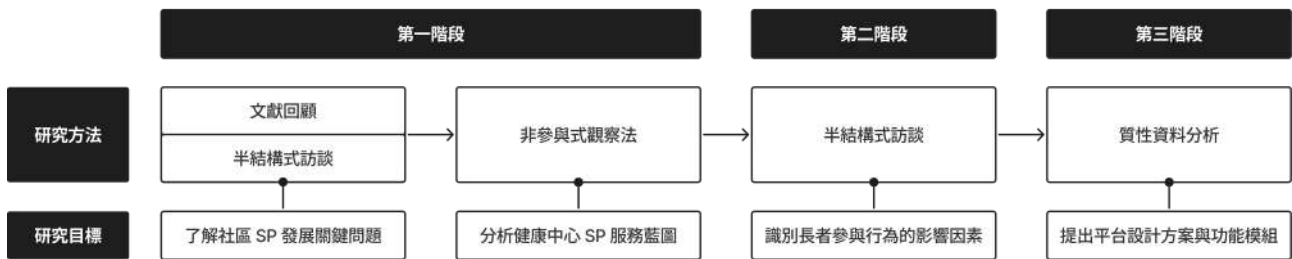 第一階段
第二階段
第三階段
研究方法
文獻回顧
半結構式訪談
非參與式觀察法
半結構式訪談
質性資料分析
研究目標
了解社區 SP 發展關鍵問題
分析健康中心 SP 服務藍圖
識別長者參與行為的影響因素
提出平台設計方案與功能模組